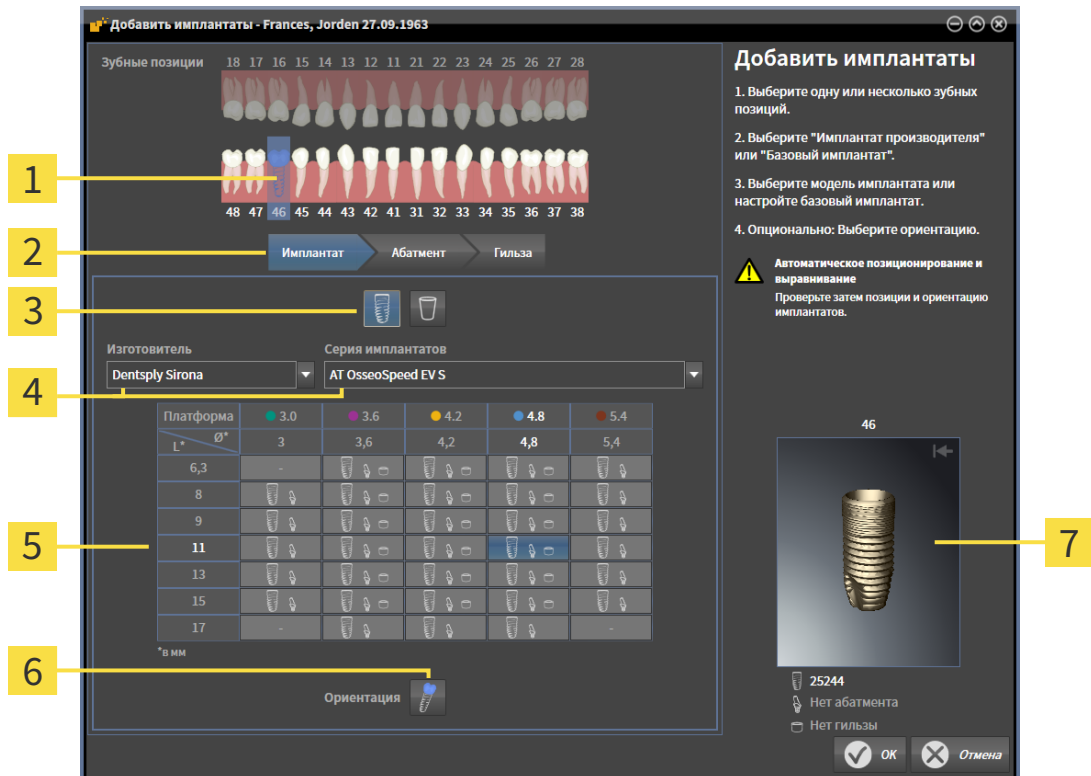 Добавить имплантаты - Frances, Jorden 27.09.1963
Зубные позиции
18 17 16 15 14 13 12 11 21 22 23 24 25 26 27 28
48 47 46 45 44 43 42 41 31 32 33 34 35 36 37 38
1
2
Имплантат Абатмент Гильза
3
Изготовитель Серия имплантатов
4
Dentsply Sirona AT OsseoSpeed EV S
Платформа 3.0 3.6 4.2 4.8 5.4
L* Ø* 3 3,6 4,2 4,8 5,4
6,3 -
8
9
5
11
13
15
17 - -
*в мм
6
Ориентация
Добавить имплантаты
1. Выберите одну или несколько зубных
позиций.
2. Выберите "Имплантат производителя"
или "Базовый имплантат".
3. Выберите модель имплантата или
настройте базовый имплантат.
4. Опционально: Выберите ориентацию.
Автоматическое позиционирование и
выравнивание
Проверьте затем позиции и ориентацию
имплантатов.
46
7
25244
Нет абатмента
Нет гильзы
OK Отмена